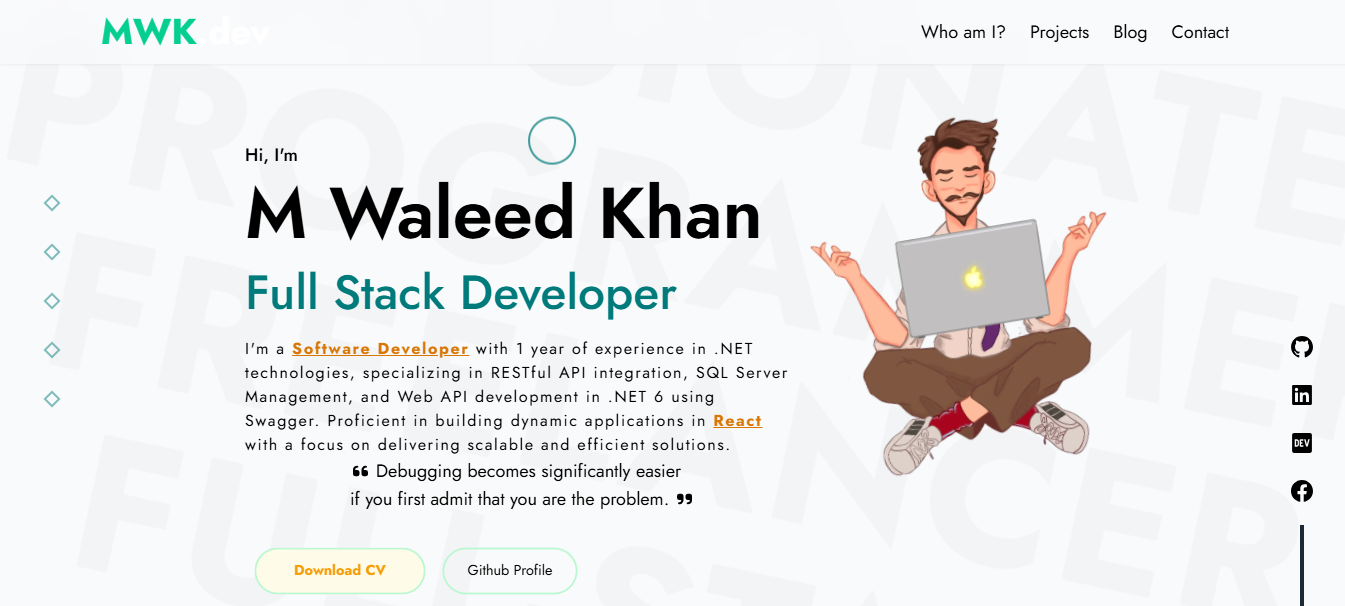 MWK.dev
Who am I? Projects Blog Contact
Hi, I'm
M Waleed Khan
Full Stack Developer
I'm a Software Developer with 1 year of experience in .NET
technologies, specializing in RESTful API integration, SQL Server
Management, and Web API development in .NET 6 using
Swagger. Proficient in building dynamic applications in React
with a focus on delivering scalable and efficient solutions.
❝ Debugging becomes significantly easier
if you first admit that you are the problem. ❞
Download CV Github Profile
DEV